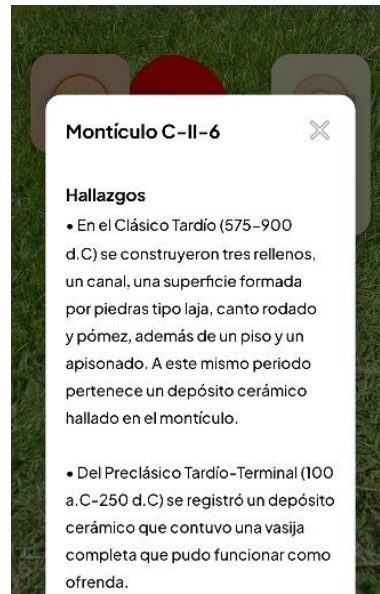 Montículo C-II-6
Hallazgos
• En el Clásico Tardío (575-900
d.C) se construyeron tres rellenos,
un canal, una superficie formada
por piedras tipo laja, canto rodado
y pómez, además de un piso y un
apisonado. A este mismo periodo
pertenece un depósito cerámico
hallado en el montículo.
• Del Preclásico Tardío-Terminal (100
a.C-250 d.C) se registró un depósito
cerámico que contuvo una vasija
completa que pudo funcionar como
ofrenda.